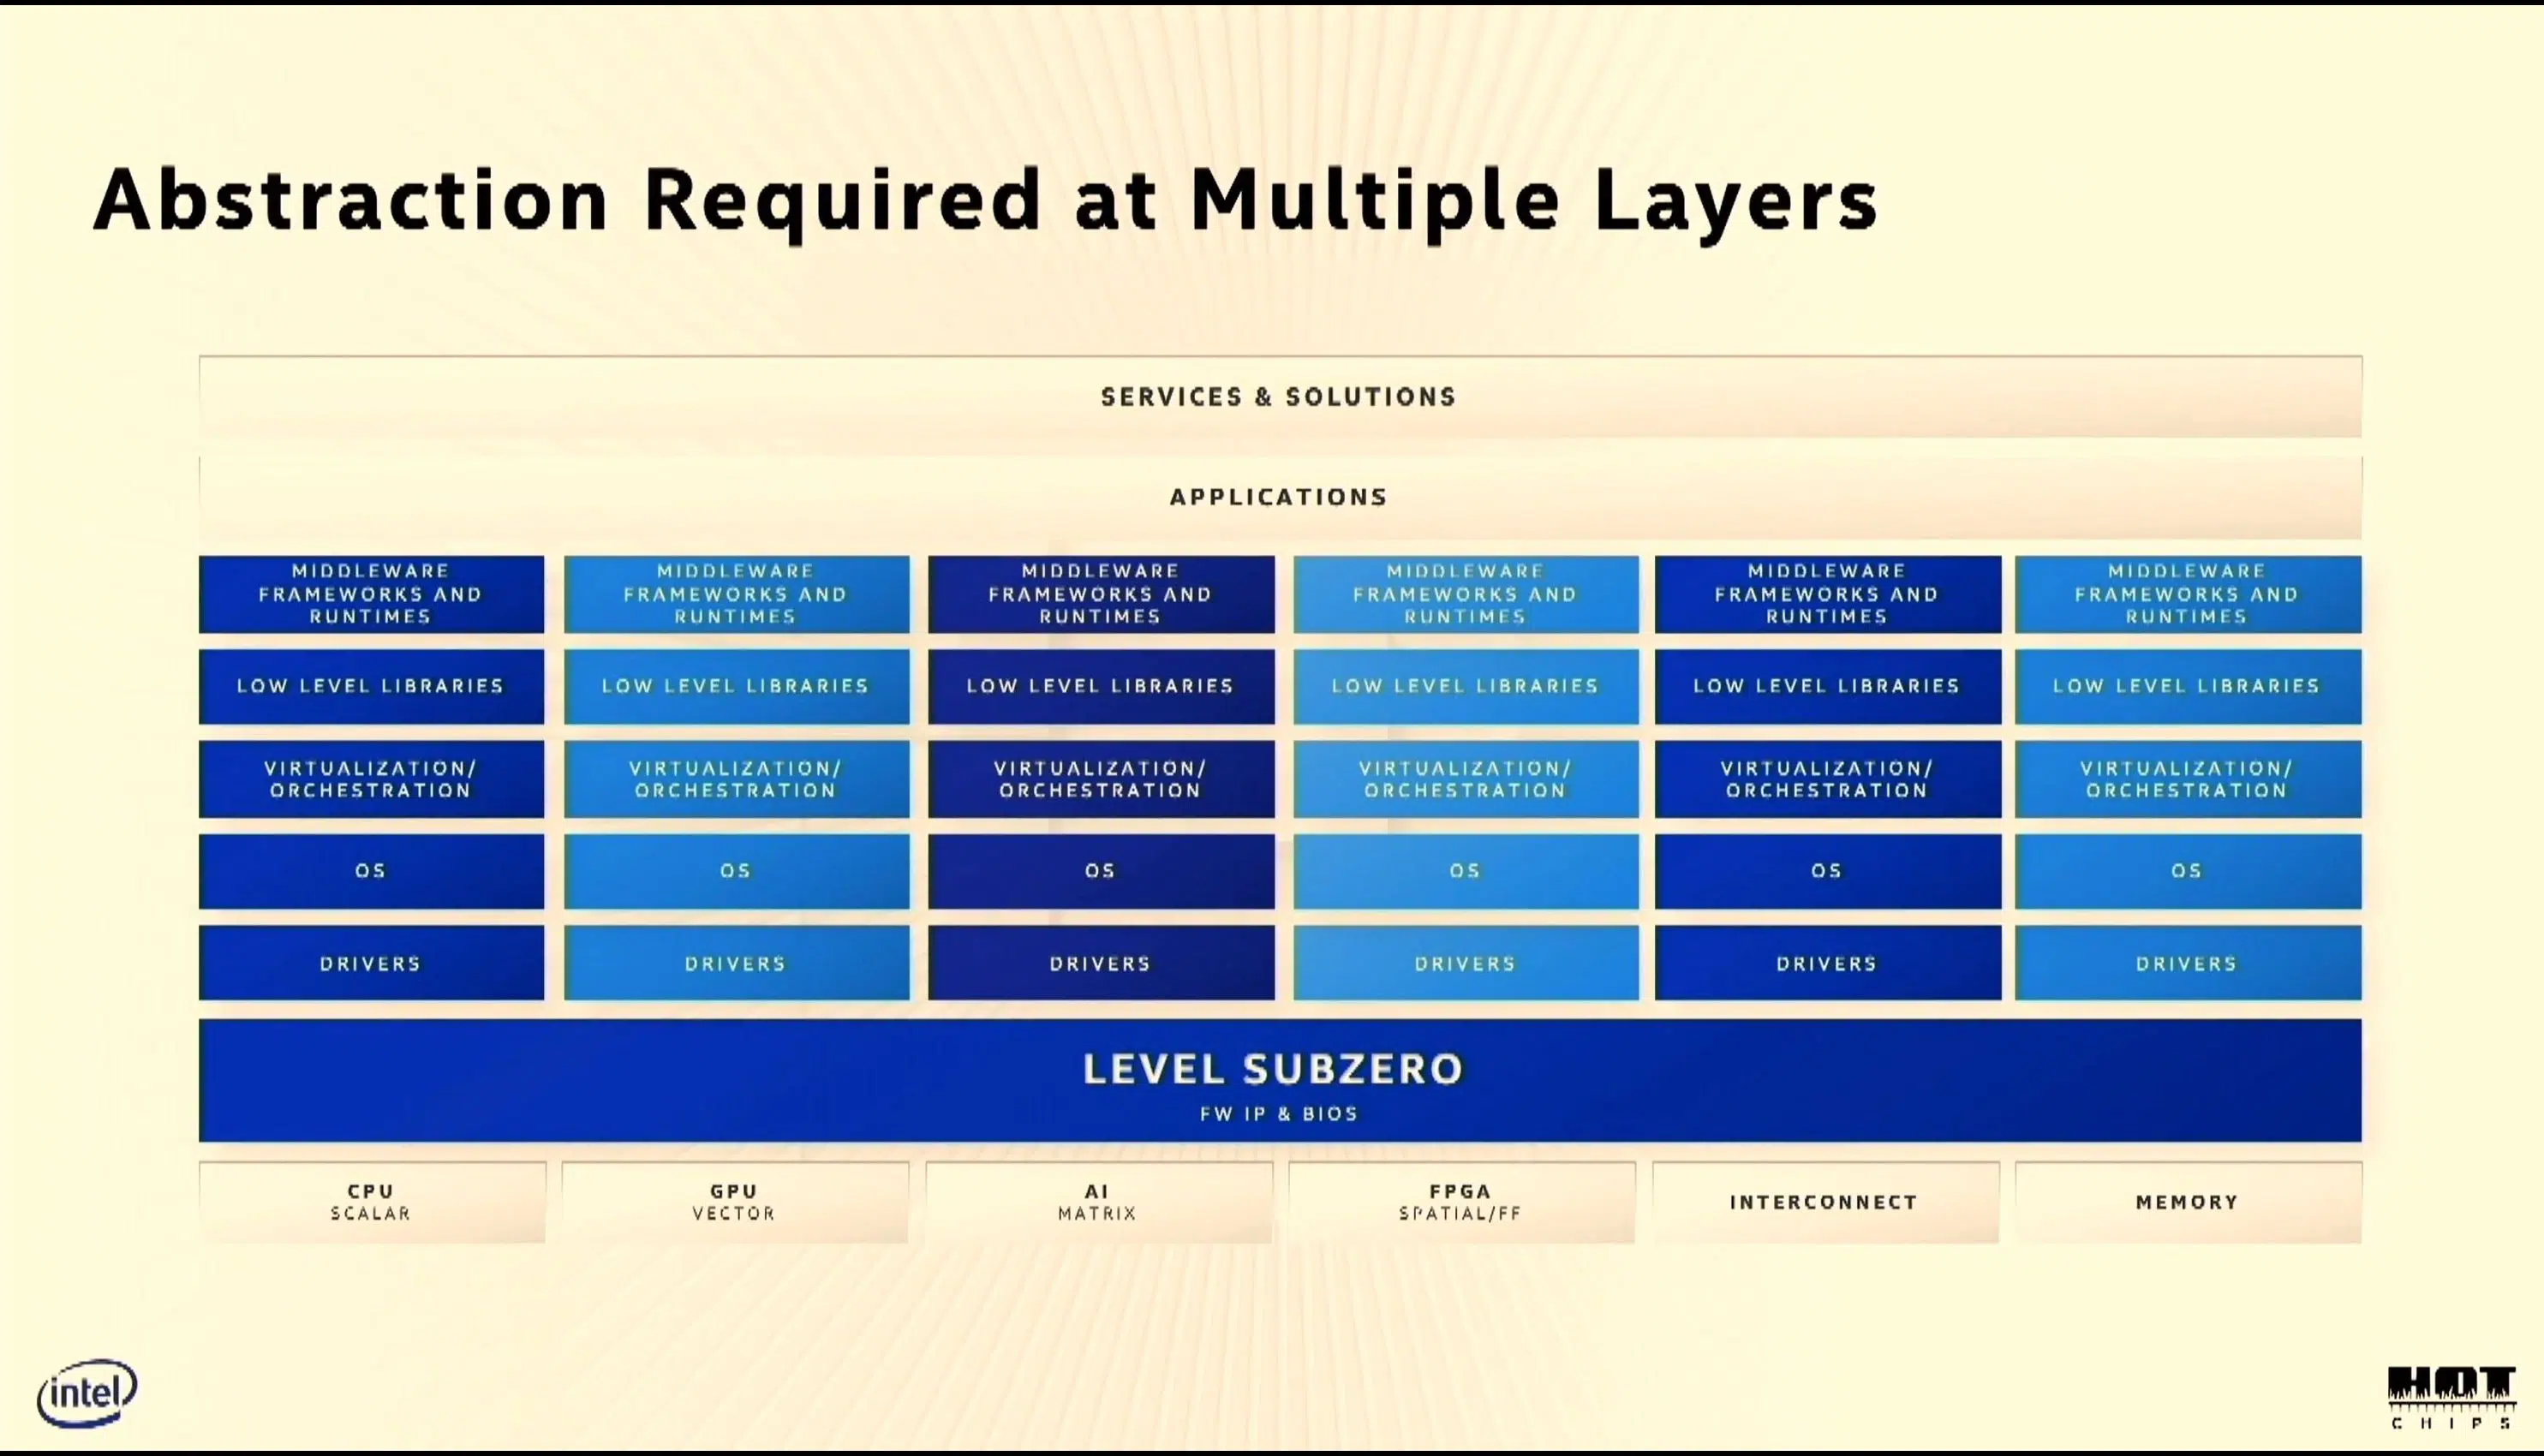 Abstraction Required at Multiple Layers
SERVICES & SOLUTIONS
APPLICATIONS
MIDDLEWARE
FRAMEWORKS AND
RUNTIMES
MIDDLEWARE
FRAMEWORKS AND
RUNTIMES
MIDDLEWARE
FRAMEWORKS AND
RUNTIMES
MIDDLEWARE
FRAMEWORKS AND
RUNTIMES
MIDDLEWARE
FRAMEWORKS AND
RUNTIMES
MIDDLEWARE
FRAMEWORKS AND
RUNTIMES
LOW LEVEL LIBRARIES
LOW LEVEL LIBRARIES
LOW LEVEL LIBRARIES
LOW LEVEL LIBRARIES
LOW LEVEL LIBRARIES
LOW LEVEL LIBRARIES
VIRTUALIZATION/
ORCHESTRATION
VIRTUALIZATION/
ORCHESTRATION
VIRTUALIZATION/
ORCHESTRATION
VIRTUALIZATION/
ORCHESTRATION
VIRTUALIZATION/
ORCHESTRATION
VIRTUALIZATION/
ORCHESTRATION
OS
OS
OS
OS
OS
OS
DRIVERS
DRIVERS
DRIVERS
DRIVERS
DRIVERS
DRIVERS
LEVEL SUBZERO
FW IP & BIOS
CPU
SCALAR
GPU
VECTOR
AI
MATRIX
FPGA
SPATIAL/FF
INTERCONNECT
MEMORY
intel
HOT
CHIPS